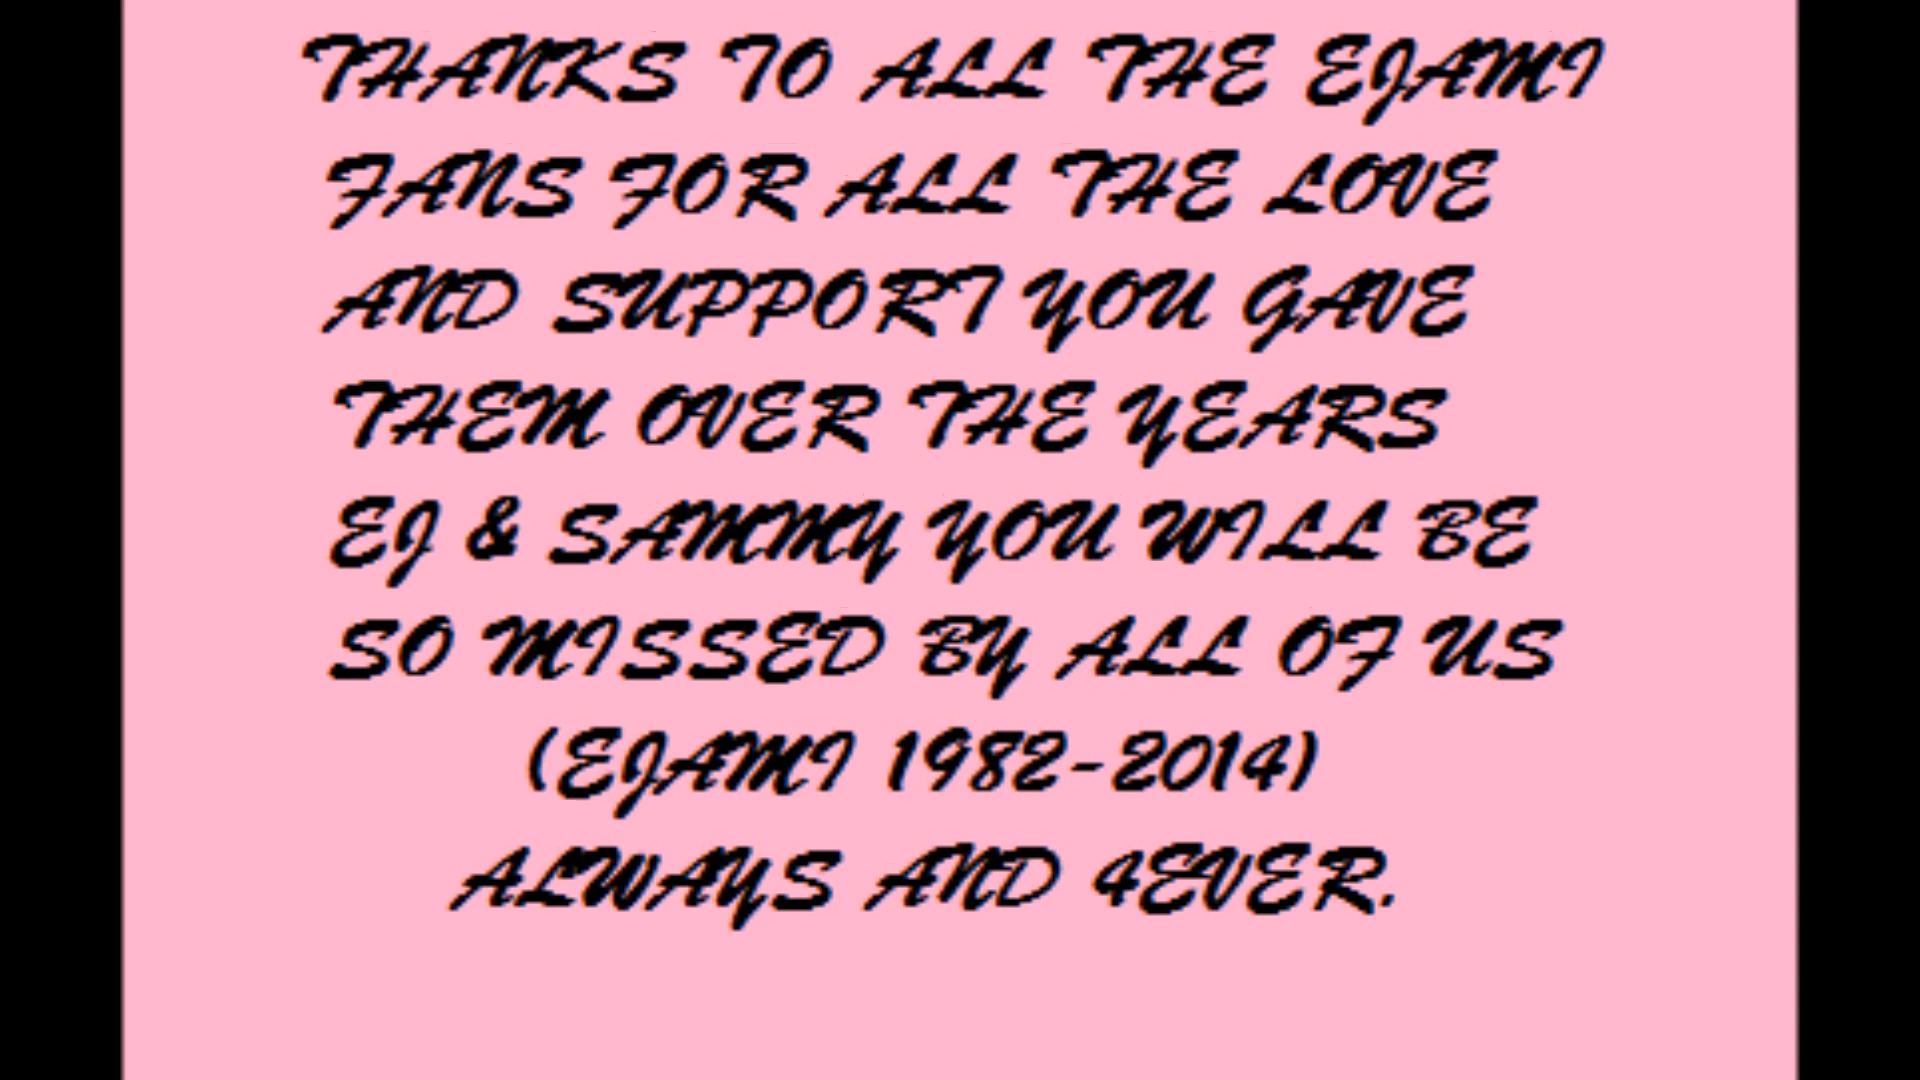 THANKS TO ALL THE EJAMI
FANS FOR ALL THE LOVE
AND SUPPORT YOU GAVE
THEM OVER THE YEARS
EJ & SAMMY YOU WILL BE
SO MISSED BY ALL OF US
(EJAMI 1982-2014)
ALWAYS AND 4EVER.